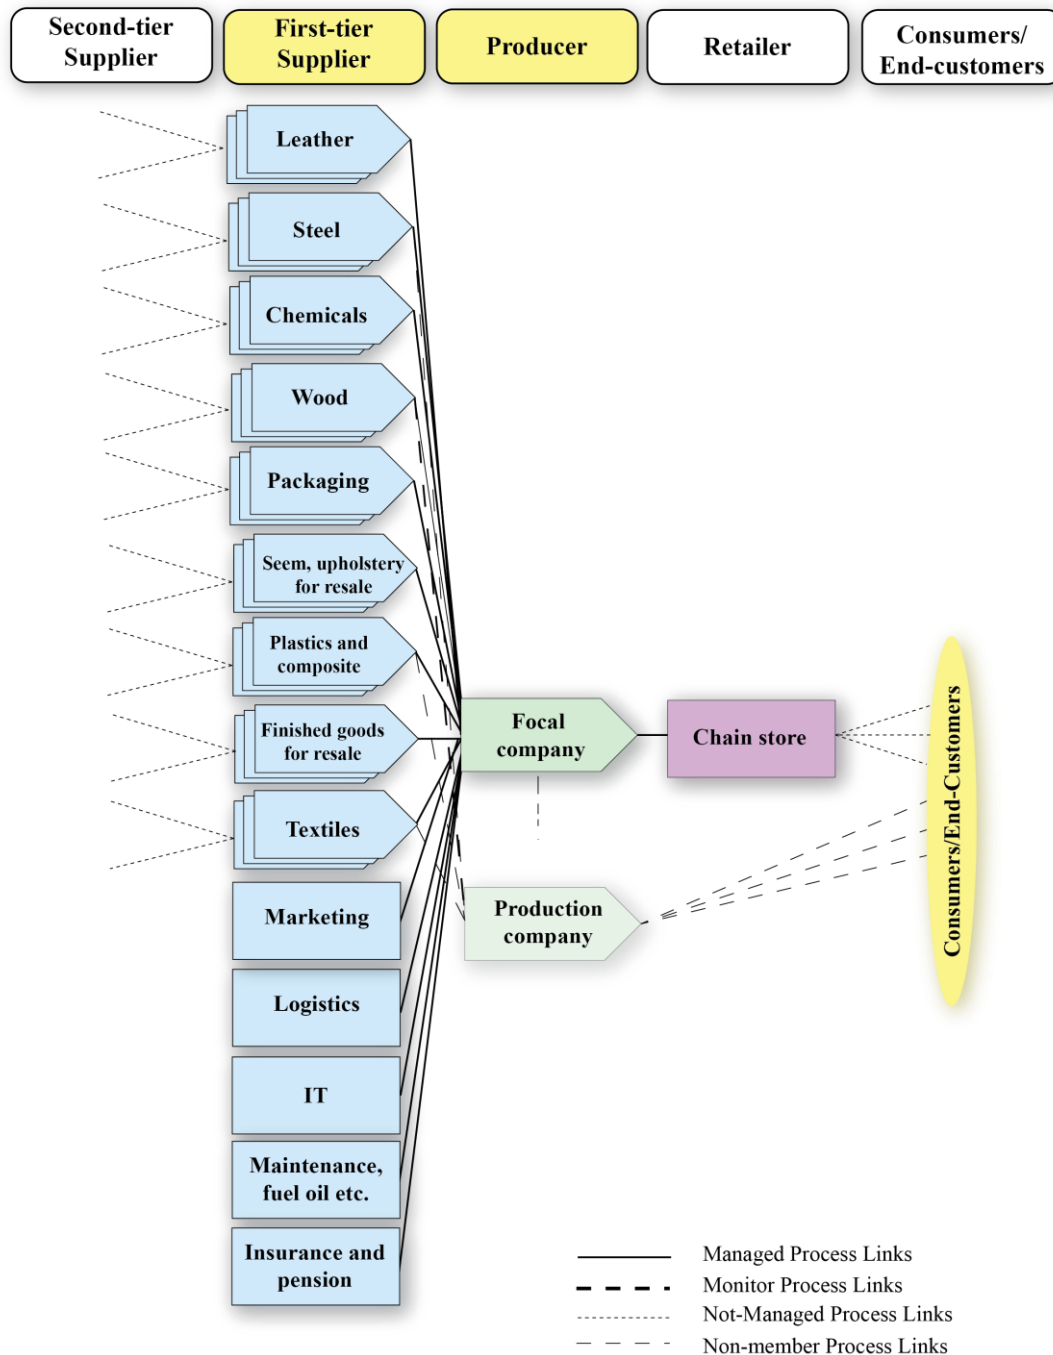 Second-tier
Supplier
First-tier
Supplier
Producer
Retailer
Consumers/
End-customers
Leather
Steel
Chemicals
Wood
Packaging
Seem, upholstery
for resale
Plastics and
composite
Finished goods
for resale
Textiles
Marketing
Logistics
IT
Maintenance,
fuel oil etc.
Insurance and
pension
Focal
company
Production
company
Chain store
Consumers/End-Customers
Managed Process Links
Monitor Process Links
Not-Managed Process Links
Non-member Process Links